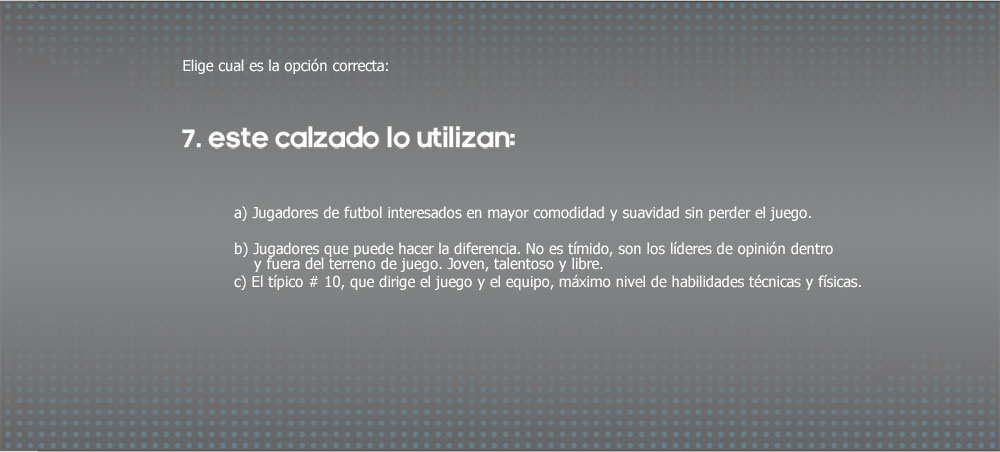 Elige cual es la opción correcta:
7. este calzado lo utilizan:
a) Jugadores de futbol interesados en mayor comodidad y suavidad sin perder el juego.
b) Jugadores que puede hacer la diferencia. No es tímido, son los líderes de opinión dentro
y fuera del terreno de juego. Joven, talentoso y libre.
c) El típico # 10, que dirige el juego y el equipo, máximo nivel de habilidades técnicas y físicas.